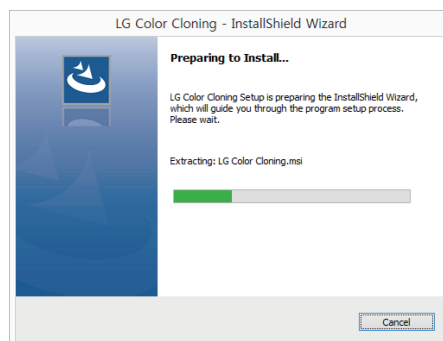 LG Color Cloning - InstallShield Wizard
Preparing to Install...
LG Color Cloning Setup is preparing the InstallShield Wizard,
which will guide you through the program setup process.
Please wait.
Extracting: LG Color Cloning.msi
Cancel